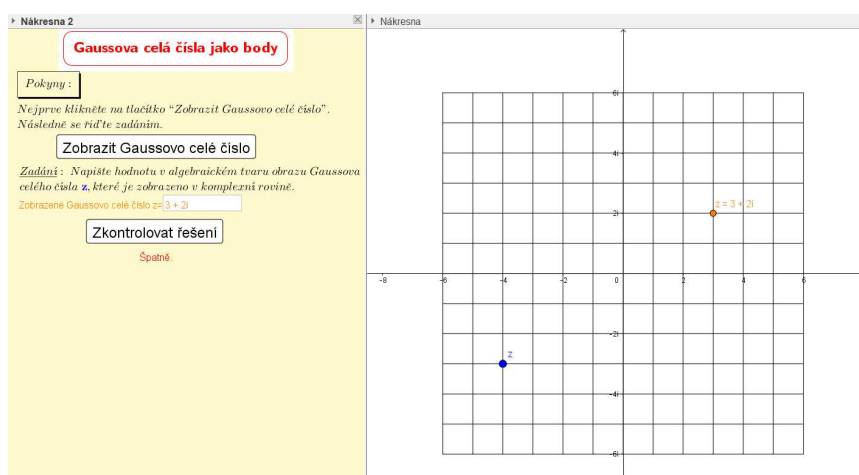 Nákresna 2
Gaussova celá čísla jako body
Pokyny :
Nejprve klikněte na tlačítko “Zobrazit Gaussovo celé číslo”.
Následně se řiďte zadáním.
Zobrazit Gaussovo celé číslo
Zadání : Napište hodnotu v algebraickém tvaru obrazu Gaussova
celého čísla z, které je zobrazeno v komplexní rovině.
Zobrazené Gaussovo celé číslo z= 3 + 2i
Zkontrolovat řešení
Špatně.
Nákresna
6i
4i
z = 3 + 2i
2i
-8 -6 -4 -2 0 2 4 6
-2i
z
-4i
-6i